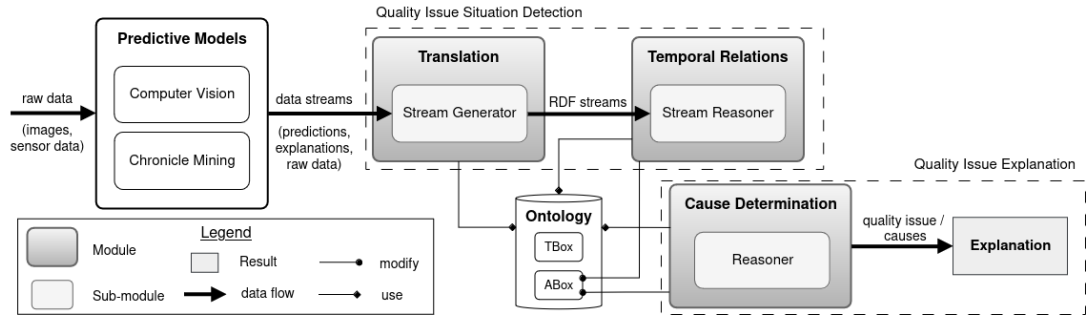 Quality Issue Situation Detection
Predictive Models
Computer Vision
Chronicle Mining
raw data
(images,
sensor data)
data streams
(predictions,
explanations,
raw data)
Translation
Stream Generator
RDF streams
Temporal Relations
Stream Reasoner
Quality Issue Explanation
Ontology
TBox
ABox
Cause Determination
Reasoner
quality issue /
causes
Explanation
Legend
Module
Sub-module
Result
data flow
modify
use